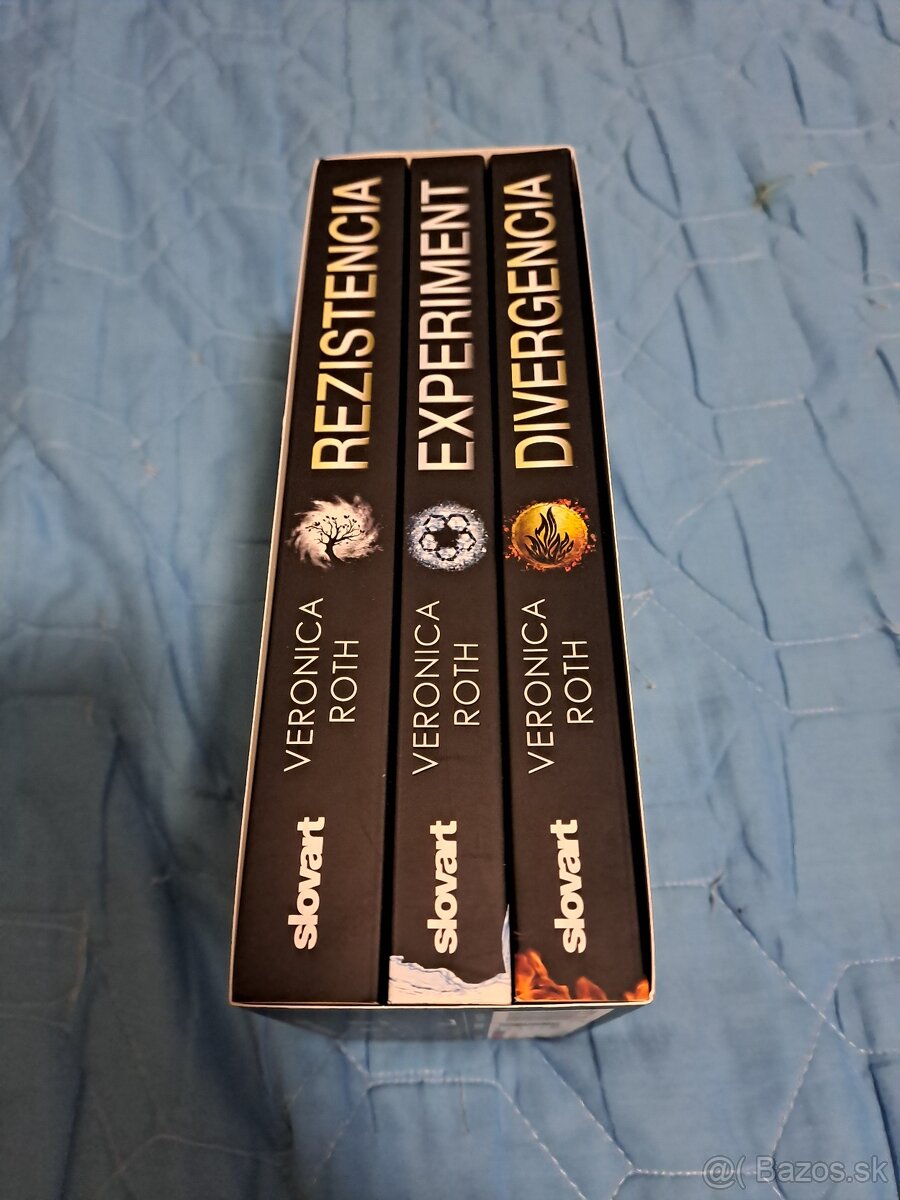 REZISTENCIA
VERONICA
ROTH
slovart
EXPERIMENT
VERONICA
ROTH
slovart
DIVERGENCIA
VERONICA
ROTH
slovart
@( Bazos.sk